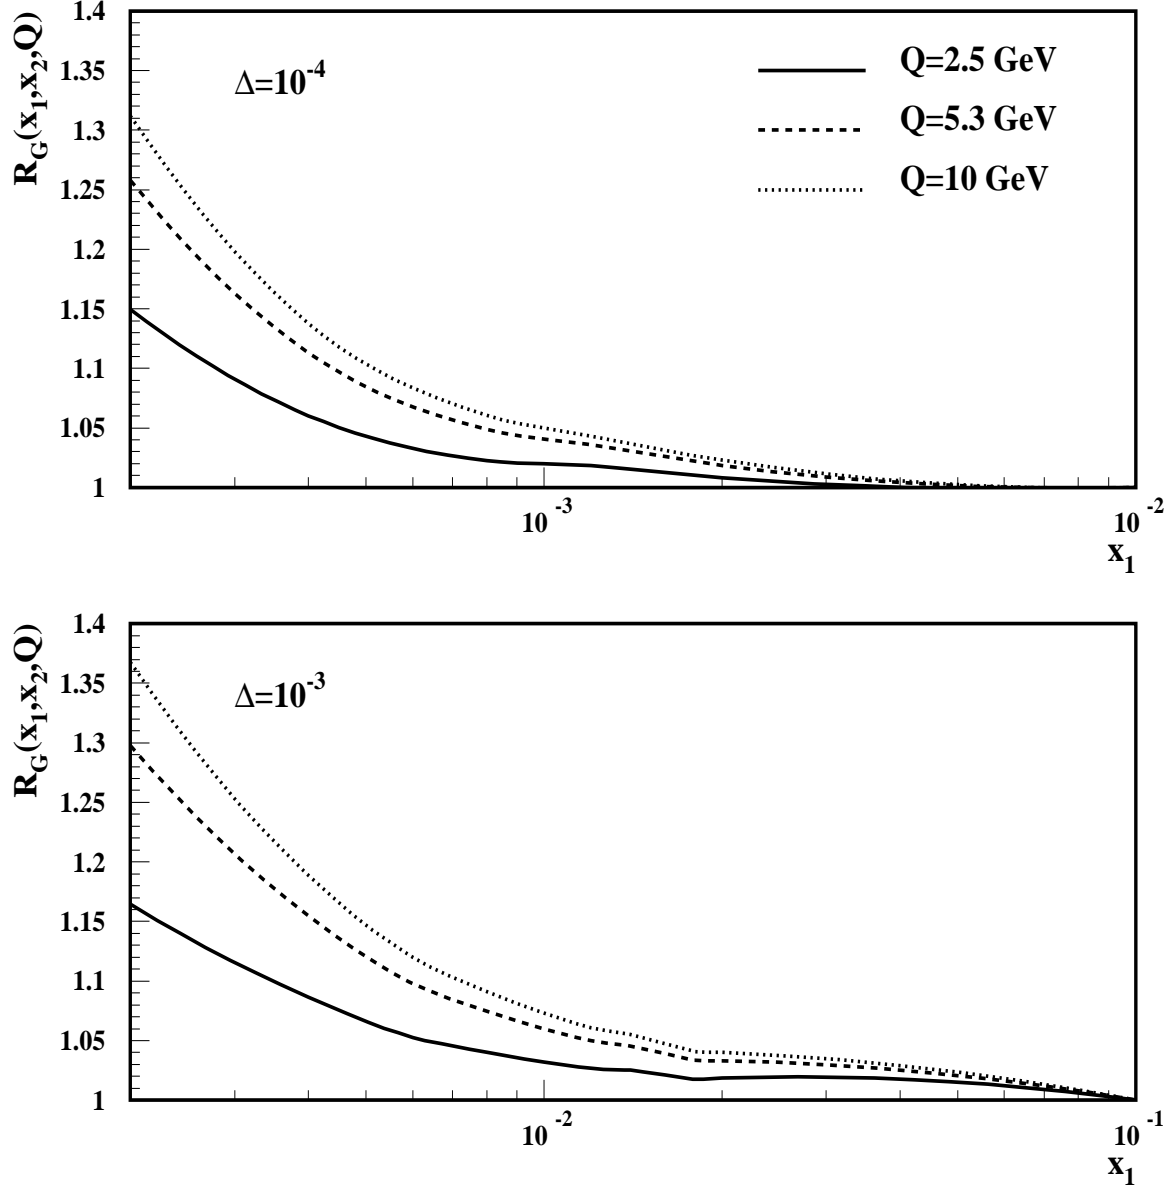 R_G(x_1,x_2,Q)
1.4
1.35
1.3
1.25
1.2
1.15
1.1
1.05
1
Δ=10^-4
Q=2.5 GeV
Q=5.3 GeV
Q=10 GeV
10^-3
10^-2
x_1
R_G(x_1,x_2,Q)
1.4
1.35
1.3
1.25
1.2
1.15
1.1
1.05
1
Δ=10^-3
10^-2
10^-1
x_1